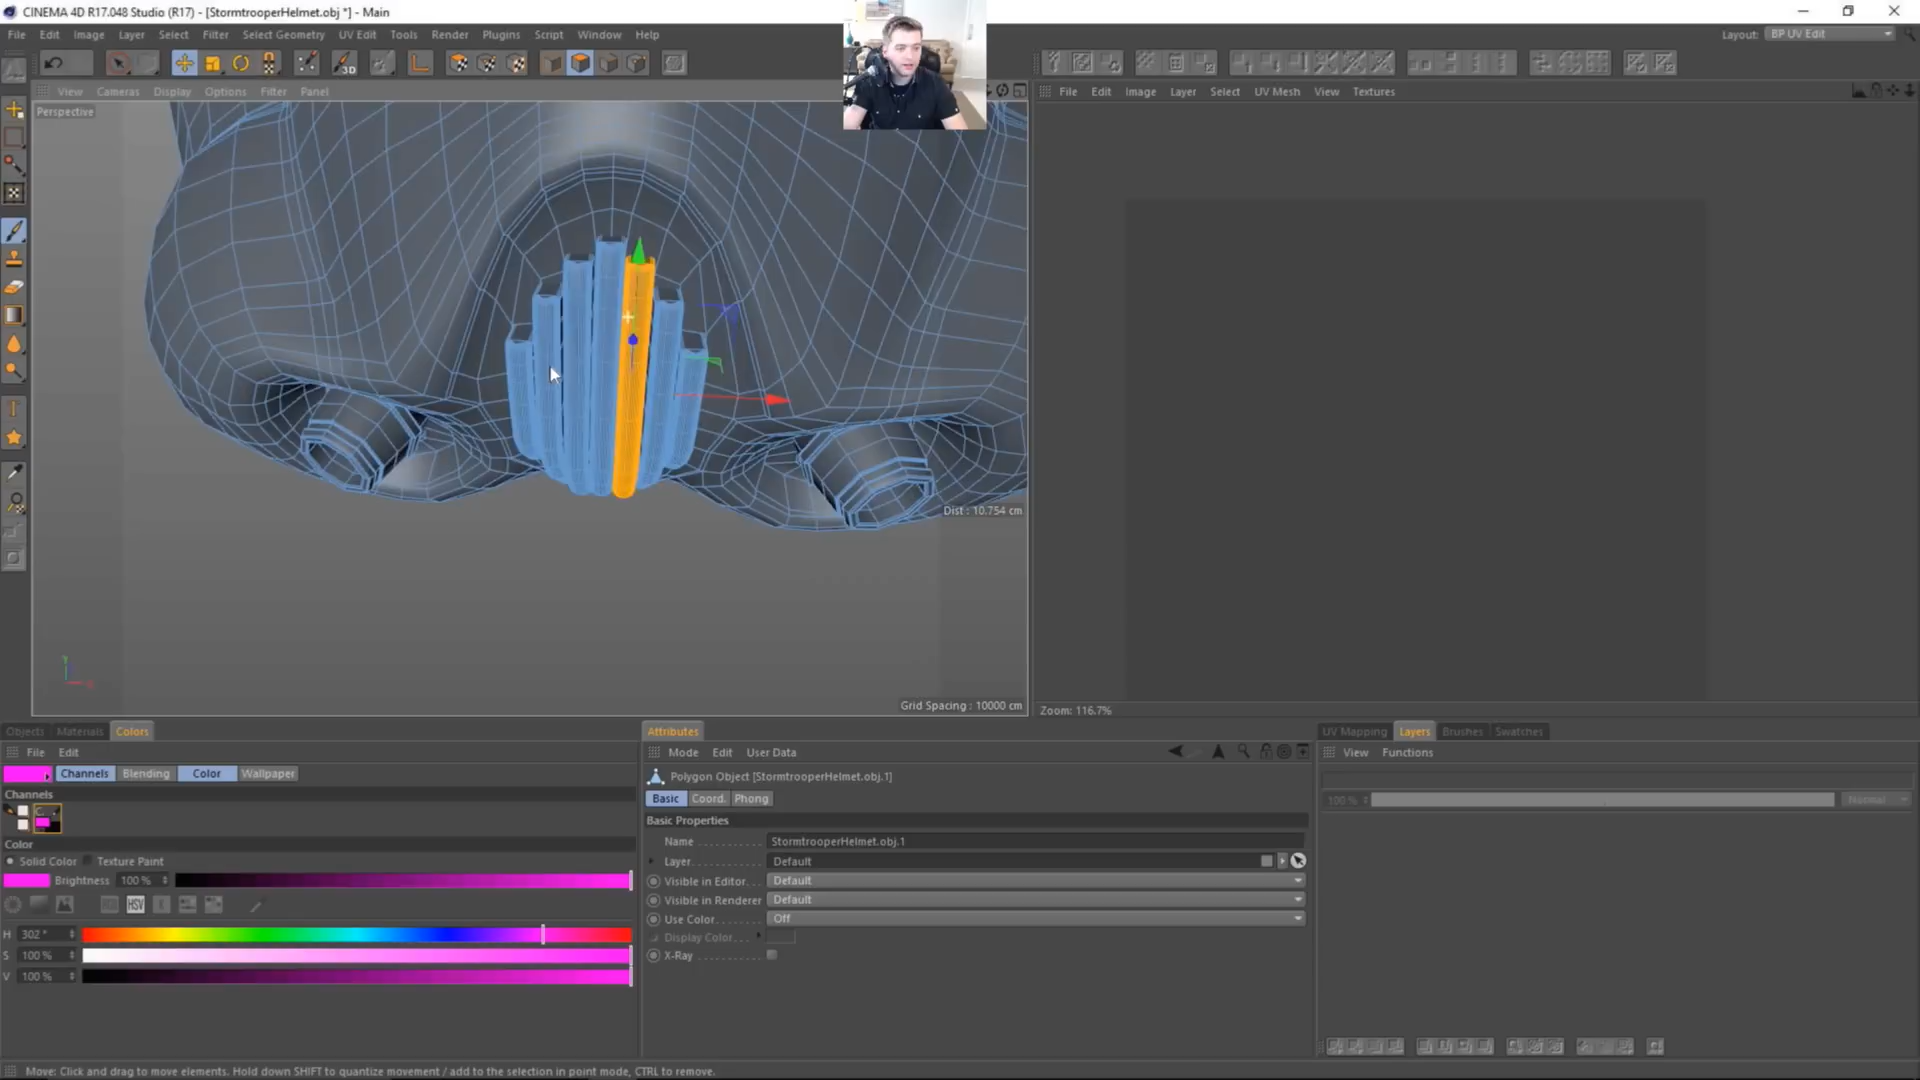 CINEMA 4D R17.048 Studio (R17) - [StormtrooperHelmet.obj *] - Main
File Edit Image Layer Select Filter Select Geometry UV Edit Tools Render Plugins Script Window Help
Layout: BP UV Edit
View Cameras Display Options Filter Panel
File Edit Image Layer Select UV Mesh View Textures
Perspective
Dist : 10.754 cm
Grid Spacing : 10000 cm
Zoom: 116.7%
Objects Materials Colors
Attributes
UV Mapping Layers Brushes Swatches
File Edit
Mode Edit User Data
View Functions
Channels Blending Color Wallpaper
Polygon Object [StormtrooperHelmet.obj.1]
Channels
Basic Coord. Phong
100 % Normal
Basic Properties
Color
Name StormtrooperHelmet.obj.1
Solid Color Texture Paint
Layer Default
Brightness 100 %
Visible in Editor Default
Visible in Renderer Default
HSV
Use Color Off
H 302 °
Display Color
S 100 %
X-Ray
V 100 %
Move: Click and drag to move elements. Hold down SHIFT to quantize movement / add to the selection in point mode, CTRL to remove.